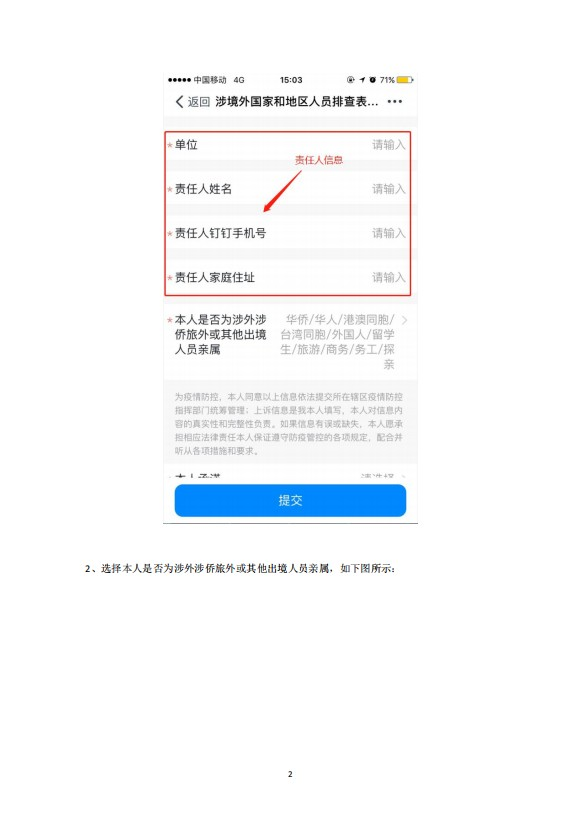 中国移动 4G 15:03 71%
返回 涉境外国家和地区人员排查表...
*单位 请输入
责任人信息
*责任人姓名 请输入
*责任人钉钉手机号 请输入
*责任人家庭住址 请输入
*本人是否为涉外涉 华侨/华人/港澳同胞/
侨旅外或其他出境 台湾同胞/外国人/留学
人员亲属 生/旅游/商务/务工/探
亲
为疫情防控，本人同意以上信息依法提交所在辖区疫情防控
指挥部门统筹管理；上诉信息是我本人填写，本人对信息内
容的真实性和完整性负责。如果信息有误或缺失，本人愿承
担相应法律责任本人保证遵守防疫管控的各项规定，配合并
听从各项措施和要求。
本人承诺 请选择
提交
2、选择本人是否为涉外涉侨旅外或其他出境人员亲属，如下图所示：
2